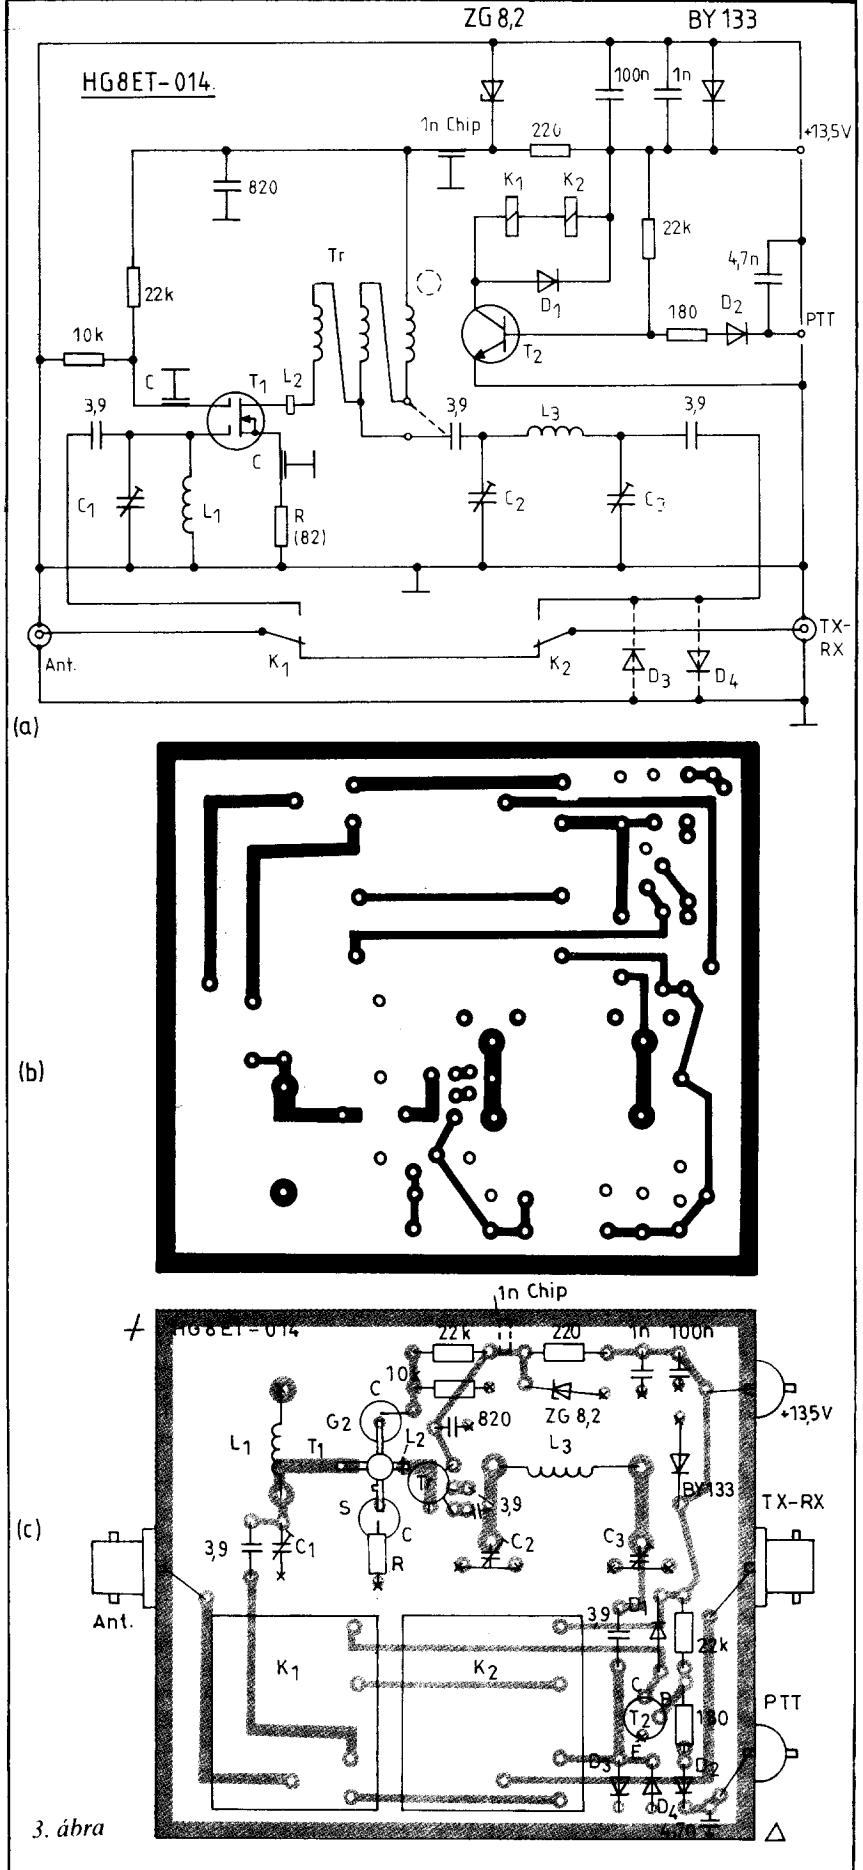 ZG 8,2 BY 133
HG8ET-014.
100n 1n
1n Chip 220 +13,5V
820 K1 K2
22k
Tr 4,7n
22k D1 180 D2 PTT
10k T2
C T1 L2
3,9 3,9 L3 3,9
C
C1 L1 R C2 C3
(82)
TX-
RX
Ant. K1 K2 D3 D4
(a)
(b)
1n Chip
HG8ET-014 22k 220 1n 100n
10k
C
G2 820 ZG 8,2 +13,5V
L1 T1 L2 L3
Tr BY 133
3,9 TX-RX
(c) S
3,9 C1 C C2 C3
R
Ant. 3,9 D1
K1 K2 22k
C
B PTT
T2 180
E
D3 D2
D4
4,7n
3. ábra